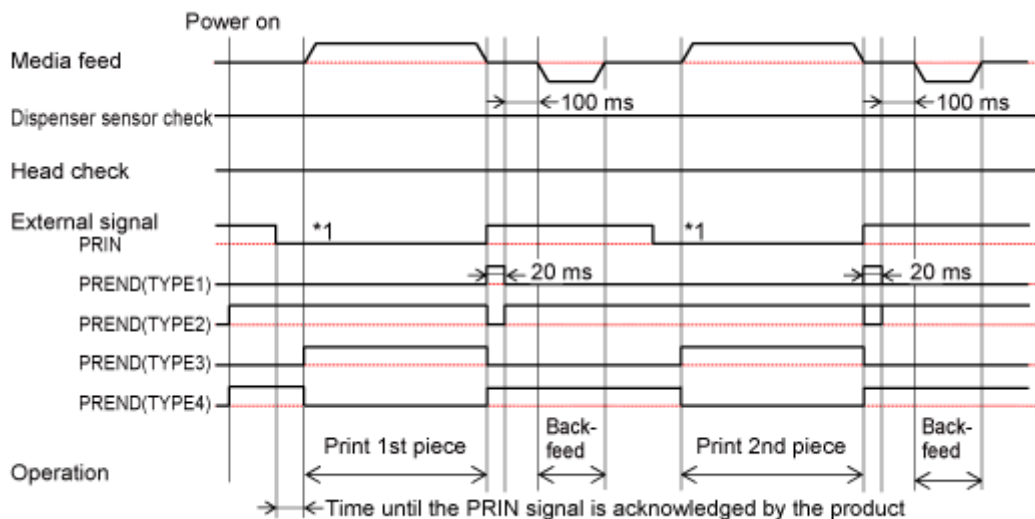 Power on
Media feed
100 ms 100 ms
Dispenser sensor check
Head check
External signal
PRIN *1 *1
PREND(TYPE1) 20 ms 20 ms
PREND(TYPE2)
PREND(TYPE3)
PREND(TYPE4)
Operation Print 1st piece Back-feed Print 2nd piece Back-feed
Time until the PRIN signal is acknowledged by the product